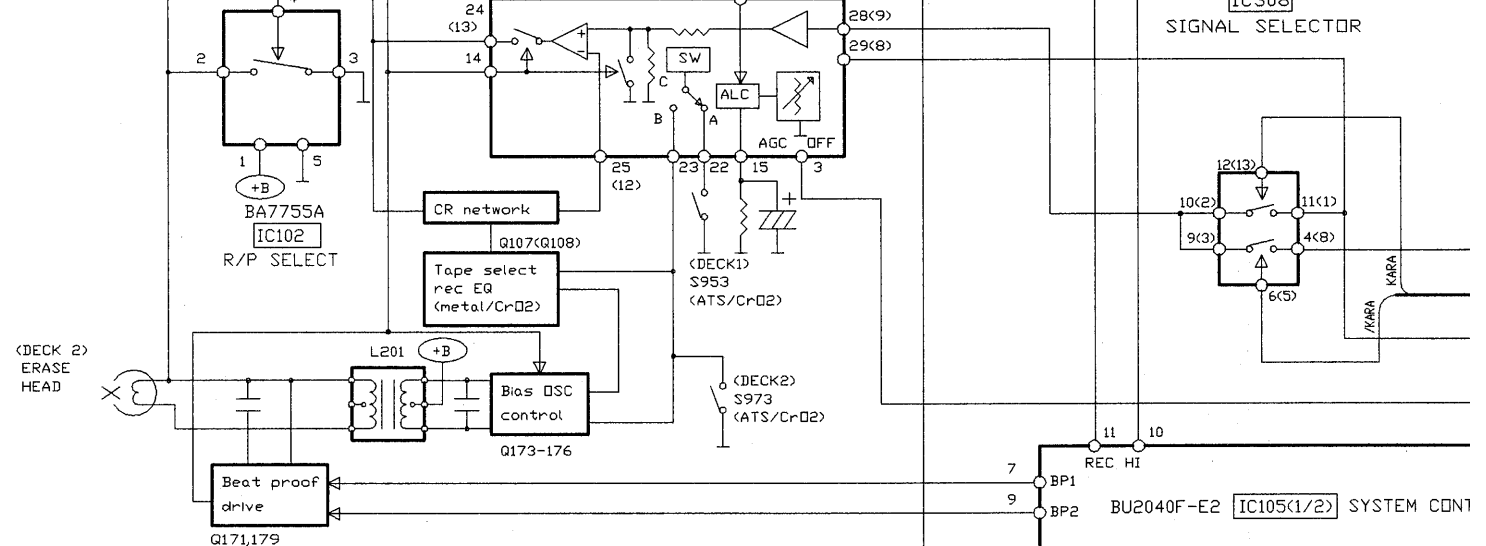 IC308
SIGNAL SELECTOR
24
(13)
28(9)
29(8)
+
−
2
3
14
SW
C
ALC
B
A
AGC OFF
1
5
+B
25
(12)
23
22
15
3
+
12(13)
10(2)
11(1)
9(3)
4(8)
6(5)
KARA
/KARA
BA7755A
IC102
R/P SELECT
CR network
Q107(Q108)
Tape select
rec EQ
(metal/CrO2)
(DECK1)
S953
(ATS/CrO2)
(DECK 2)
ERASE
HEAD
L201
+B
Bias OSC
control
Q173-176
(DECK2)
S973
(ATS/CrO2)
11
10
REC HI
7
BP1
9
BP2
BU2040F-E2 IC105(1/2) SYSTEM CONT
Beat proof
drive
Q171,179